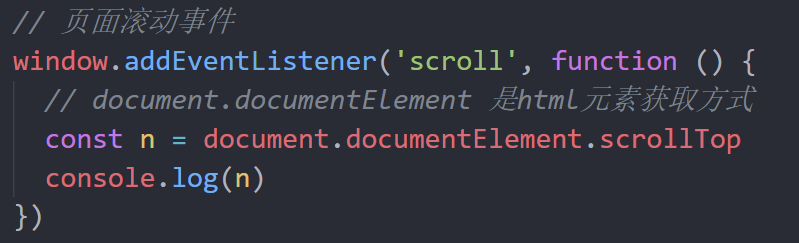 // 页面滚动事件
window.addEventListener('scroll', function () {
  // document.documentElement 是html元素获取方式
  const n = document.documentElement.scrollTop
  console.log(n)
})